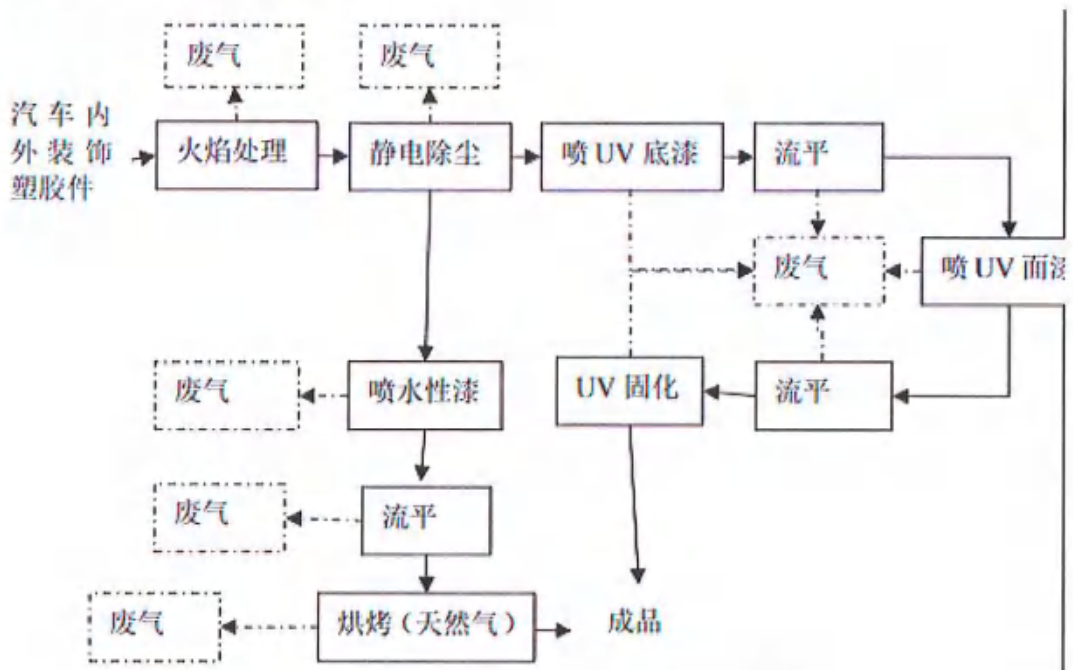 废气
废气
汽车内
外装饰
塑胶件
火焰处理
静电除尘
喷UV底漆
流平
废气
喷UV面漆
废气
喷水性漆
UV固化
流平
废气
流平
废气
烘烤(天然气)
成品